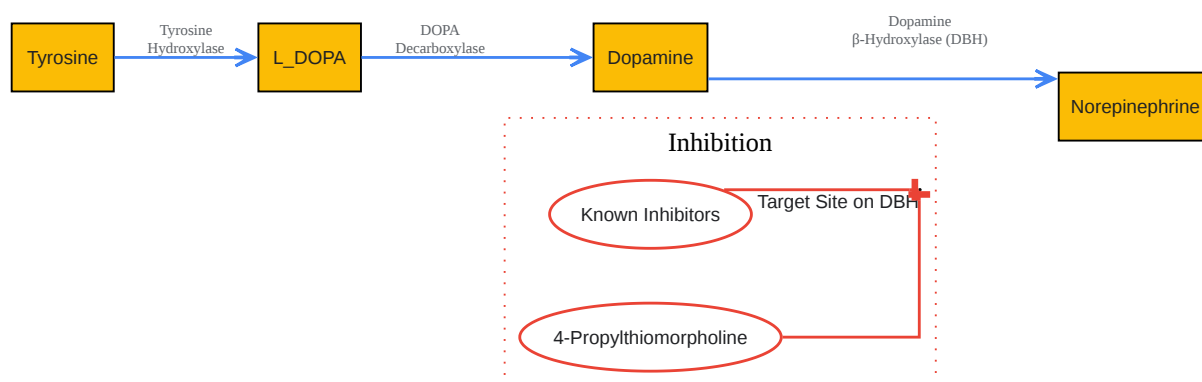 Tyrosine
Tyrosine
Hydroxylase
L_DOPA
DOPA
Decarboxylase
Dopamine
Dopamine
β-Hydroxylase (DBH)
Norepinephrine
Inhibition
Known Inhibitors
Target Site on DBH
4-Propylthiomorpholine